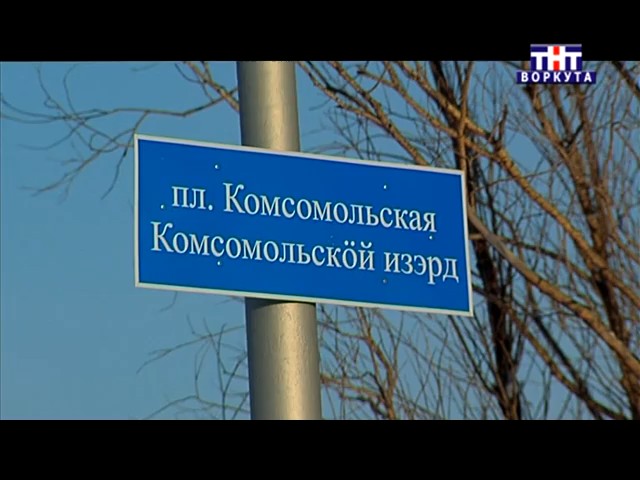 ТНТ
ВОРКУТА
пл. Комсомольская
Комсомольскӧй изэрд